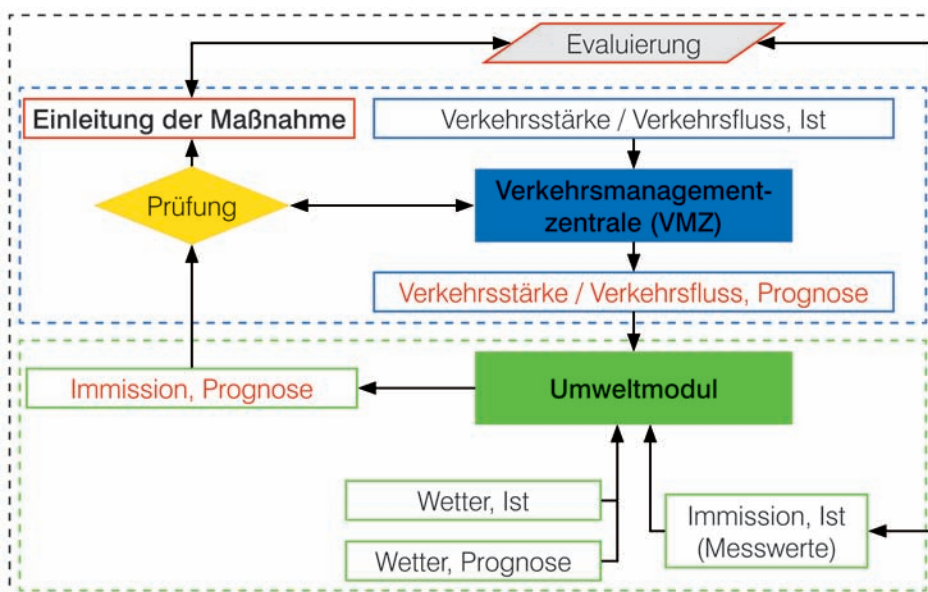 Evaluierung
Einleitung der Maßnahme
Verkehrsstärke / Verkehrsfluss, Ist
Prüfung
Verkehrsmanagement-
zentrale (VMZ)
Verkehrsstärke / Verkehrsfluss, Prognose
Immission, Prognose
Umweltmodul
Wetter, Ist
Wetter, Prognose
Immission, Ist
(Messwerte)